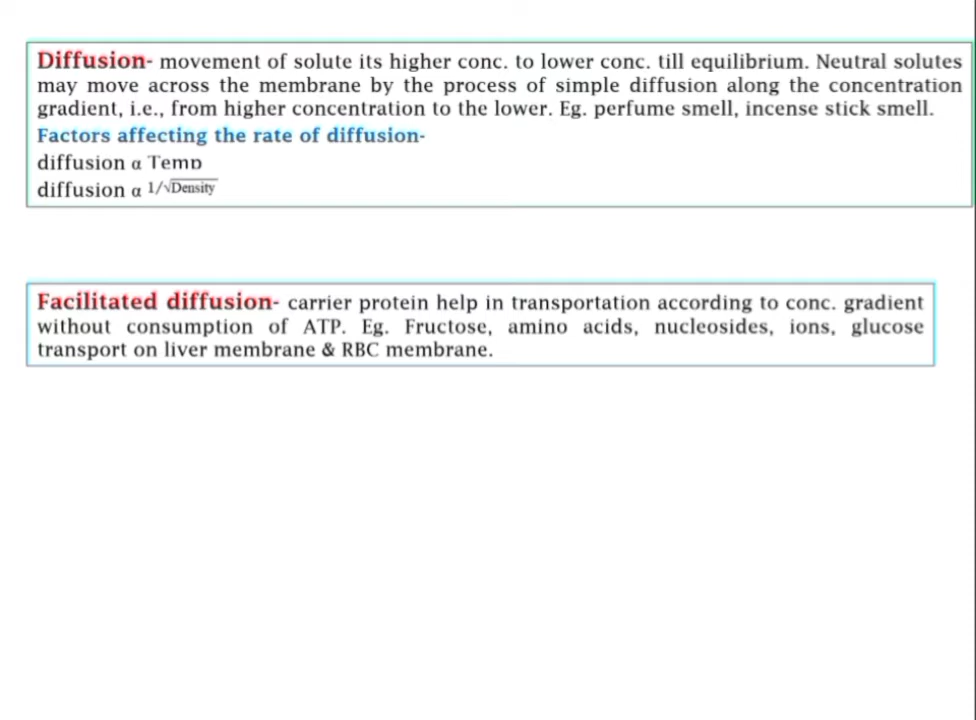 Diffusion- movement of solute its higher conc. to lower conc. till equilibrium. Neutral solutes
may move across the membrane by the process of simple diffusion along the concentration
gradient, i.e., from higher concentration to the lower. Eg. perfume smell, incense stick smell.
Factors affecting the rate of diffusion-
diffusion α Temp
diffusion α 1/√Density
Facilitated diffusion- carrier protein help in transportation according to conc. gradient
without consumption of ATP. Eg. Fructose, amino acids, nucleosides, ions, glucose
transport on liver membrane & RBC membrane.